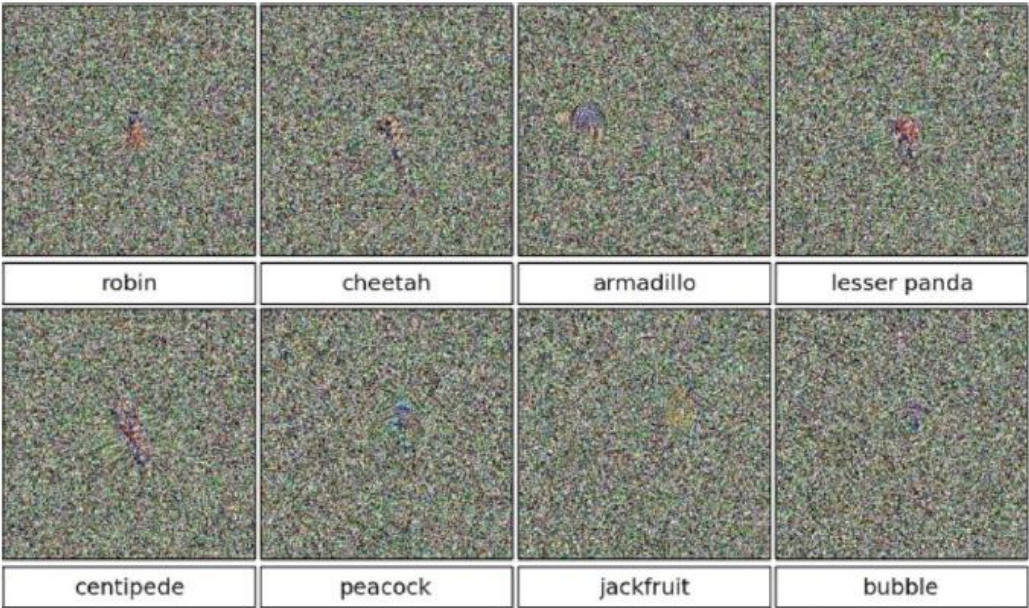 robin
cheetah
armadillo
lesser panda
centipede
peacock
jackfruit
bubble